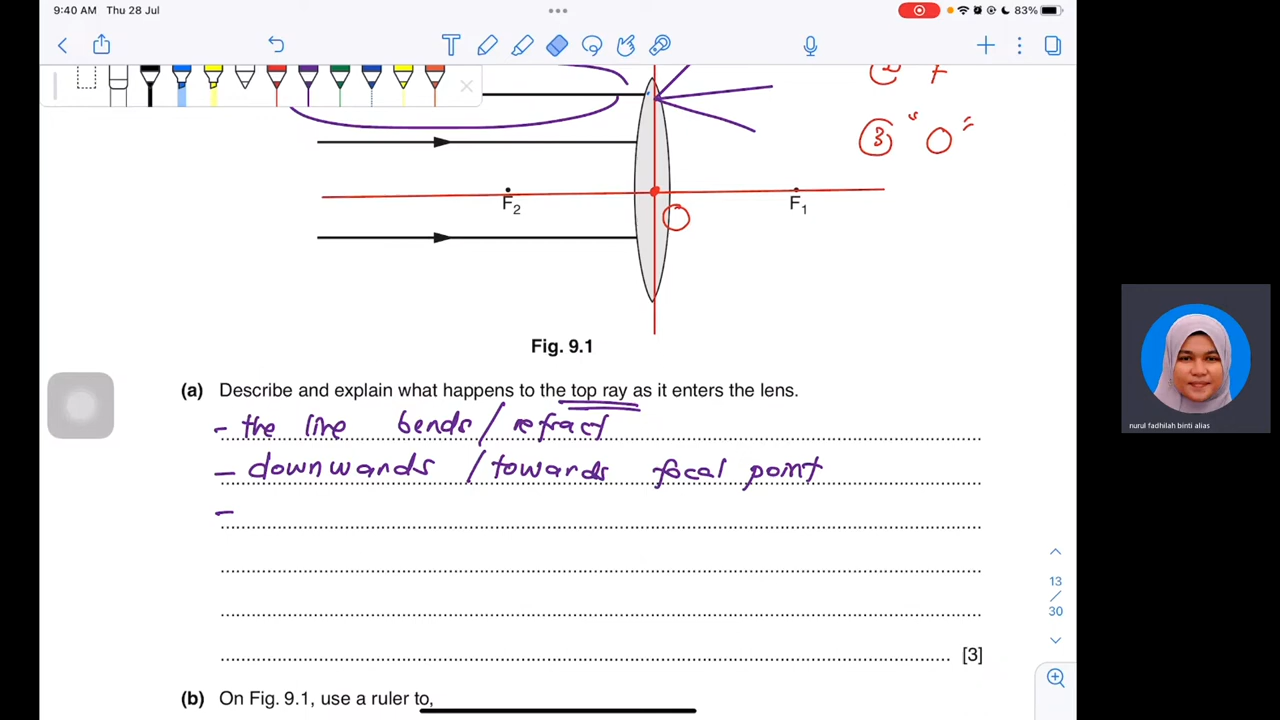 9:40 AM Thu 28 Jul
83%
T
③ "O"
F₂
F₁
O
Fig. 9.1
(a) Describe and explain what happens to the top ray as it enters the lens.
- the line bends / refract
- downwards / towards focal point
-
[3]
(b) On Fig. 9.1, use a ruler to,
13
/
30
nurul fadhilah binti alias